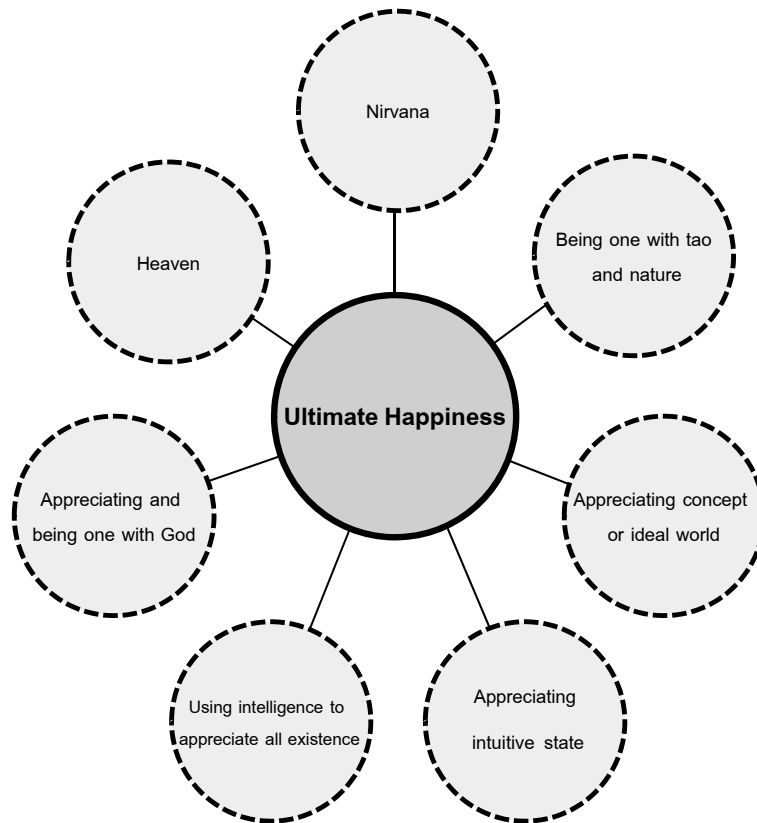 Nirvana
Being one with tao
and nature
Heaven
Ultimate Happiness
Appreciating and
being one with God
Appreciating concept
or ideal world
Using intelligence to
appreciate all existence
Appreciating
intuitive state